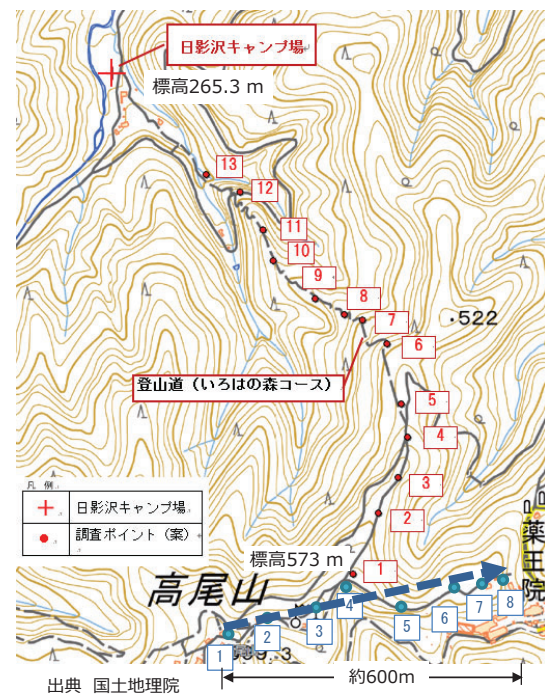 日影沢キャンプ場
標高265.3 m
13
12
11
10
9
8
7
・522
6
登山道（いろはの森コース）
5
4
3
2
凡 例
日影沢キャンプ場
調査ポイント（案）
標高573 m
1
高尾山
薬王院
4
8
7
6
5
3
2
1
9.3
約600m
出典 国土地理院